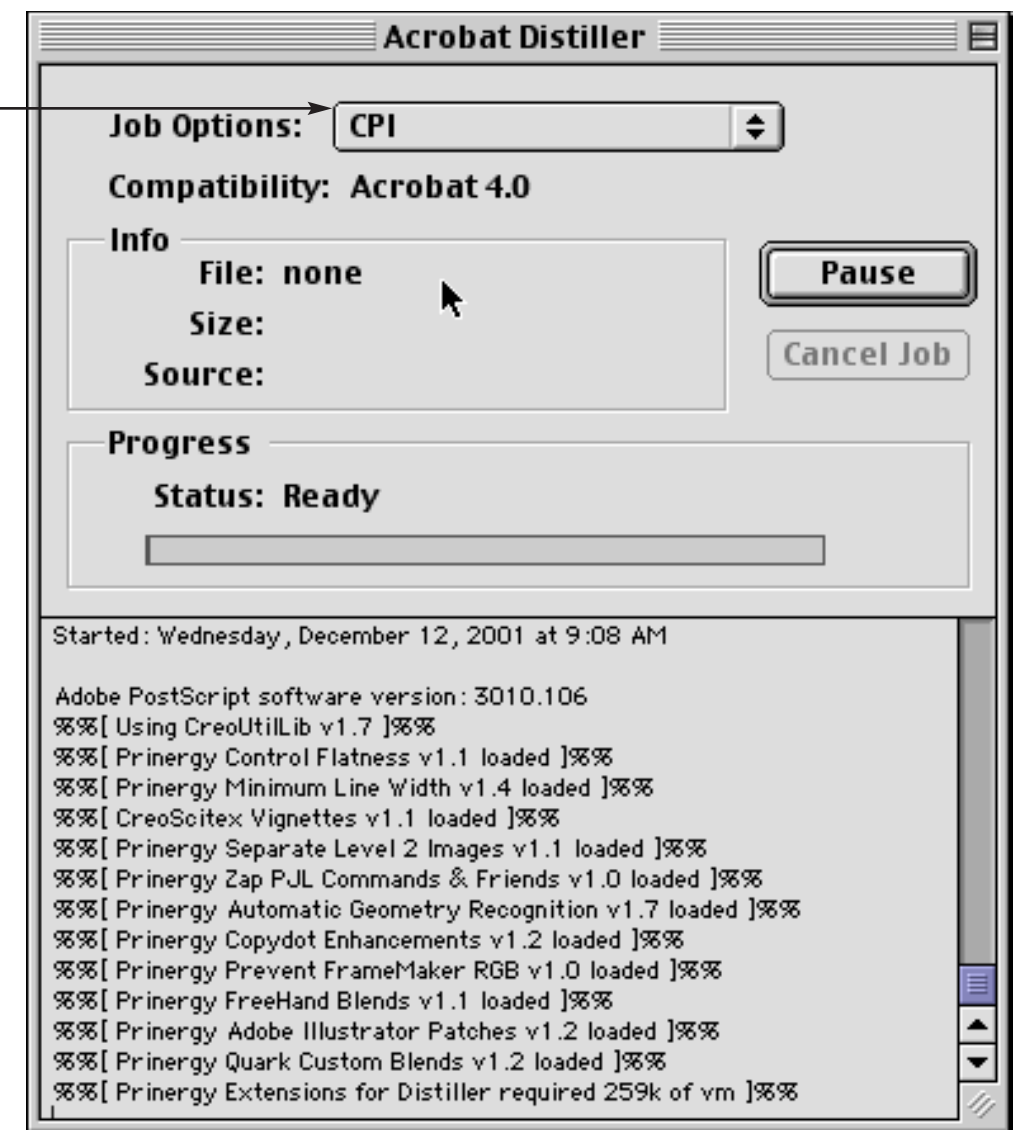 Acrobat Distiller
Job Options: CPI
Compatibility: Acrobat 4.0
Info
File: none
Size:
Source:
Pause
Cancel Job
Progress
Status: Ready
Started: Wednesday, December 12, 2001 at 9:08 AM
Adobe PostScript software version: 3010.106
%%[ Using CreoUtilLib v1.7 ]%%
%%[ Prinergy Control Flatness v1.1 loaded ]%%
%%[ Prinergy Minimum Line Width v1.4 loaded ]%%
%%[ CreoScitex Vignettes v1.1 loaded ]%%
%%[ Prinergy Separate Level 2 Images v1.1 loaded ]%%
%%[ Prinergy Zap PJL Commands & Friends v1.0 loaded ]%%
%%[ Prinergy Automatic Geometry Recognition v1.7 loaded ]%%
%%[ Prinergy Copydot Enhancements v1.2 loaded ]%%
%%[ Prinergy Prevent FrameMaker RGB v1.0 loaded ]%%
%%[ Prinergy FreeHand Blends v1.1 loaded ]%%
%%[ Prinergy Adobe Illustrator Patches v1.2 loaded ]%%
%%[ Prinergy Quark Custom Blends v1.2 loaded ]%%
%%[ Prinergy Extensions for Distiller required 259k of vm ]%%